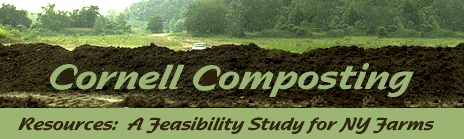 Cornell Composting
Resources: A Feasibility Study for NY Farms